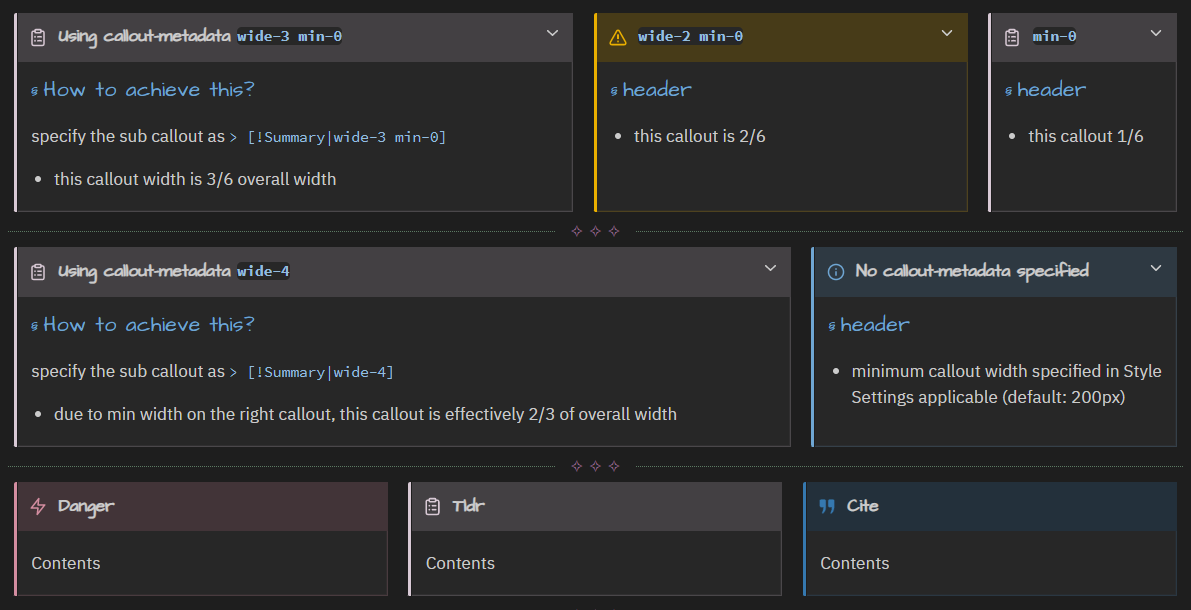 Using callout-metadata wide-3 min-0
wide-2 min-0
min-0
§ How to achieve this?
§ header
§ header
specify the sub callout as > [!Summary|wide-3 min-0]
• this callout is 2/6
• this callout 1/6
• this callout width is 3/6 overall width
Using callout-metadata wide-4
No callout-metadata specified
§ How to achieve this?
§ header
specify the sub callout as > [!Summary|wide-4]
• due to min width on the right callout, this callout is effectively 2/3 of overall width
• minimum callout width specified in Style
Settings applicable (default: 200px)
Danger
Tldr
Cite
Contents
Contents
Contents